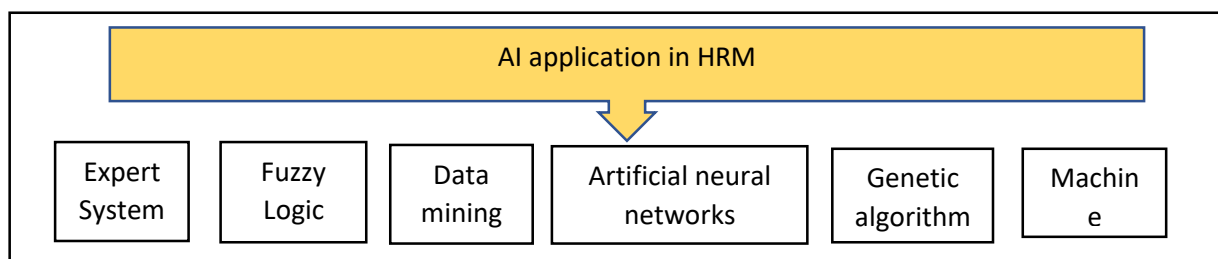 AI application in HRM
Expert
System
Fuzzy
Logic
Data
mining
Artificial neural
networks
Genetic
algorithm
Machin
e